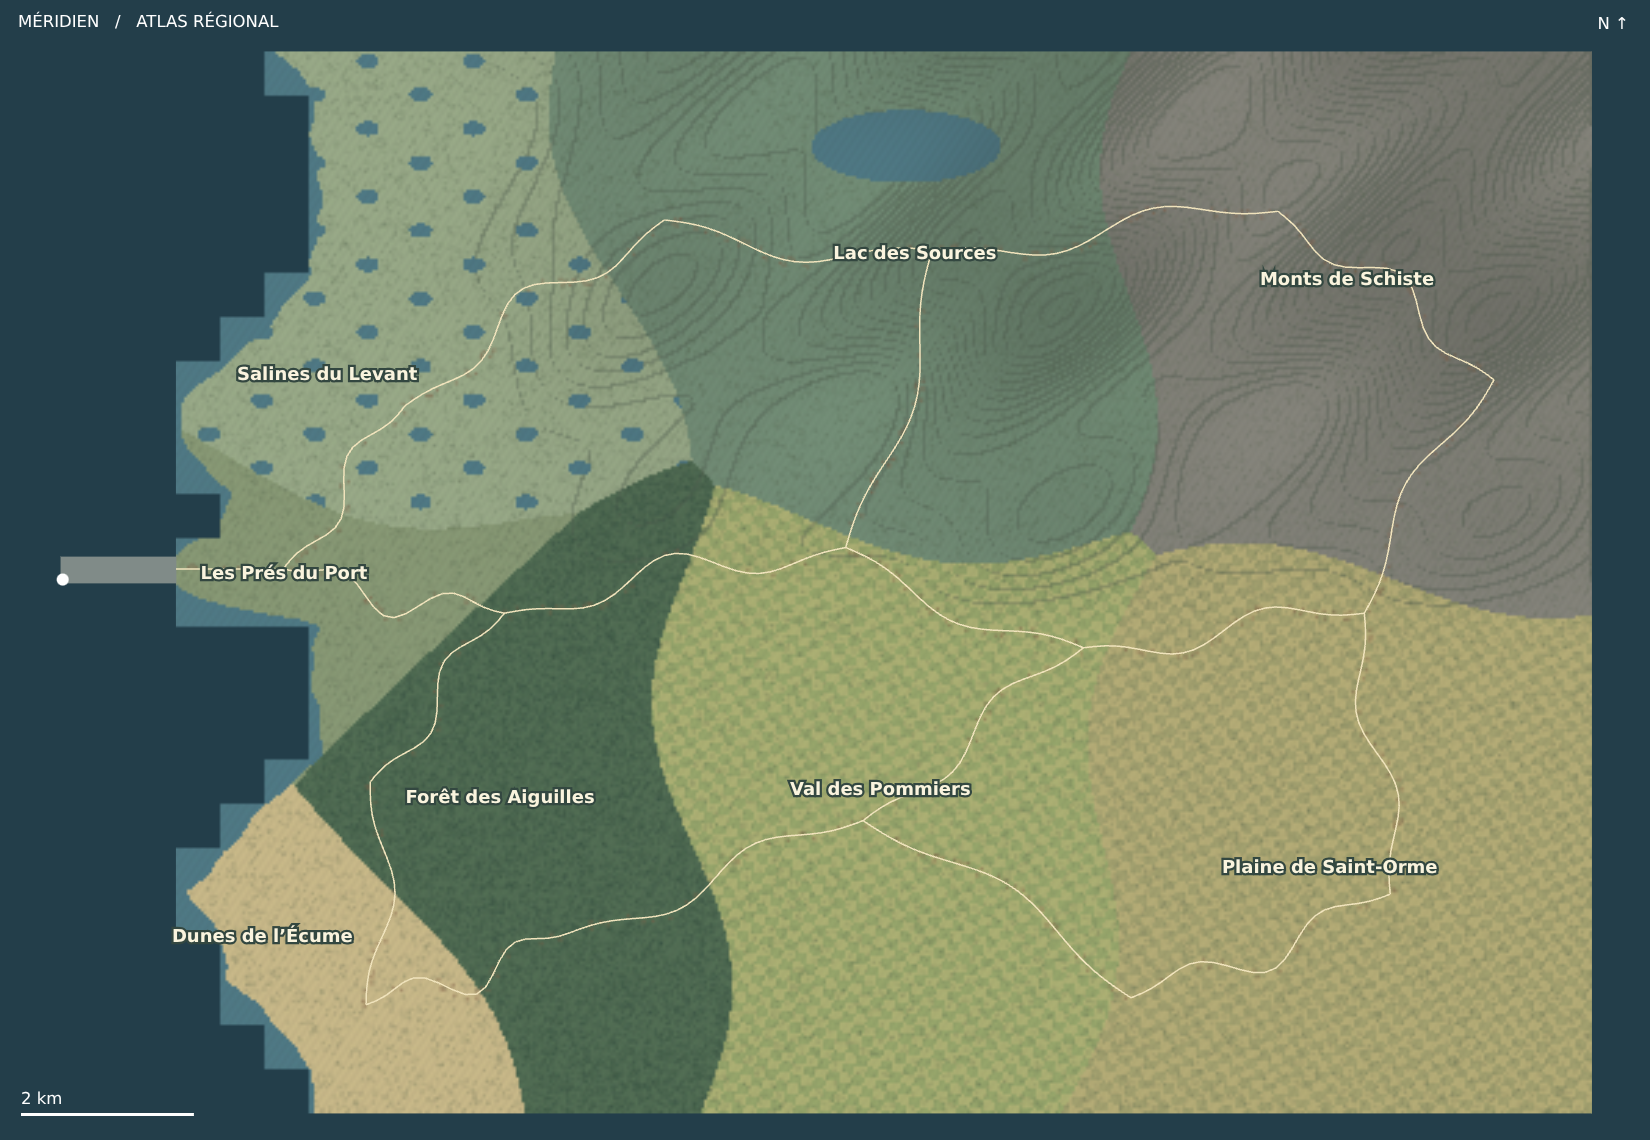 MÉRIDIEN / ATLAS RÉGIONAL
N ↑
Lac des Sources
Monts de Schiste
Salines du Levant
Les Prés du Port
Val des Pommiers
Forêt des Aiguilles
Plaine de Saint-Orme
Dunes de l’Écume
2 km